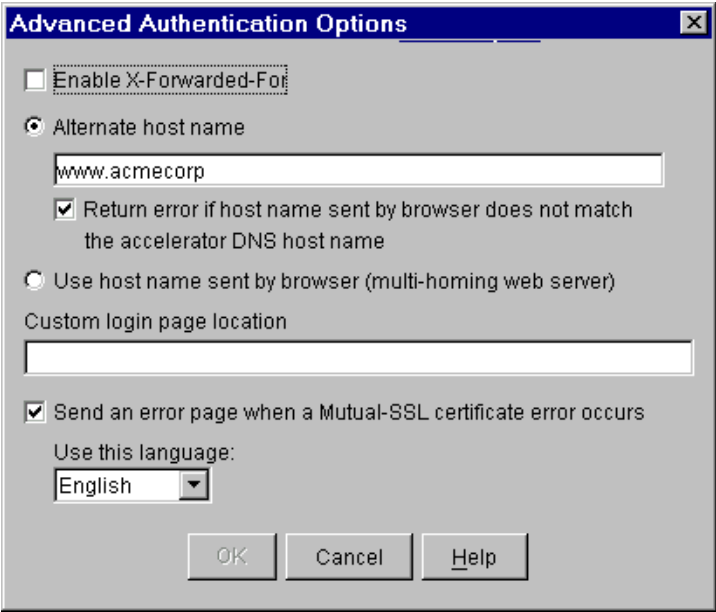 Advanced Authentication Options
Enable X-Forwarded-For
Alternate host name
www.acmecorp
Return error if host name sent by browser does not match
the accelerator DNS host name
Use host name sent by browser (multi-homing web server)
Custom login page location
Send an error page when a Mutual-SSL certificate error occurs
Use this language:
English
OK
Cancel
Help